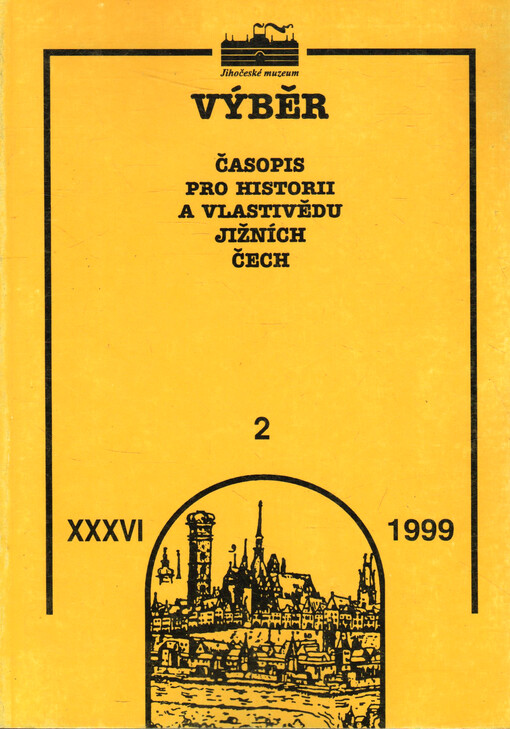 Jihočeské muzeum
VÝBĚR
ČASOPIS
PRO HISTORII
A VLASTIVĚDU
JIŽNÍCH
ČECH
2
XXXVI
1999